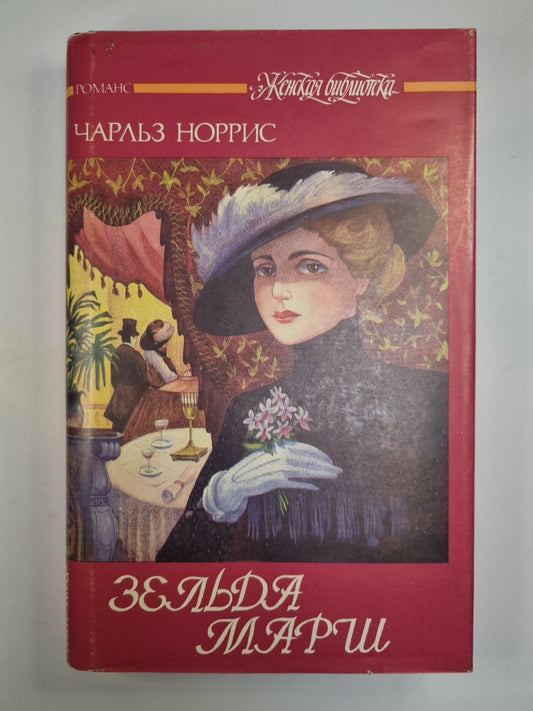 РОМАНС
Женская библиотека
ЧАРЛЬЗ НОРРИС
ЗЕЛЬДА
МАРШ